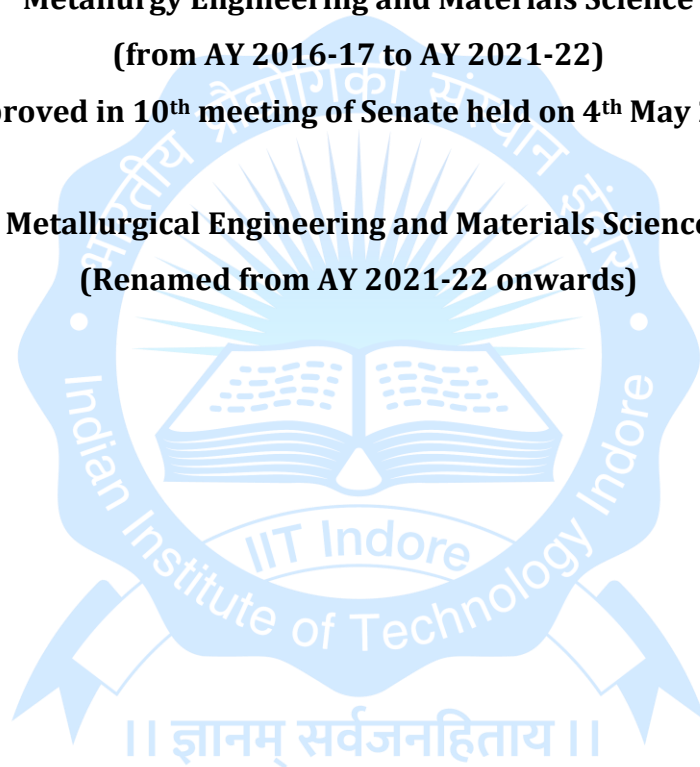 Metallurgy Engineering and Materials Science
(from AY 2016-17 to AY 2021-22)
proved in 10th meeting of Senate held on 4th May
Metallurgical Engineering and Materials Science
(Renamed from AY 2021-22 onwards)
भारतीय प्रौद्योगिकी संस्थान इंदौर
Indian Institute of Technology Indore
IIT Indore
।। ज्ञानम् सर्वजनहिताय ।।